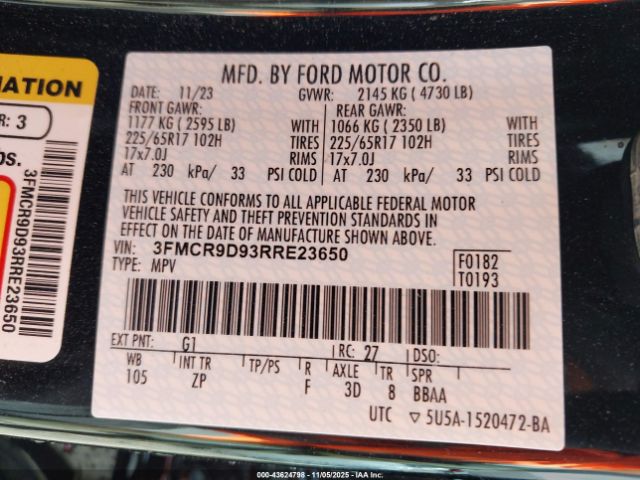 MATION
R: 3
bs.
3FMCR9D93RRE23650
MFD. BY FORD MOTOR CO.
DATE: 11/23 GVWR: 2145 KG ( 4730 LB)
FRONT GAWR: REAR GAWR:
1177 KG ( 2595 LB) WITH 1066 KG ( 2350 LB) WITH
225/65R17 102H TIRES 225/65R17 102H TIRES
17x7.0J RIMS 17x7.0J RIMS
AT 230 kPa/ 33 PSI COLD AT 230 kPa/ 33 PSI COLD
THIS VEHICLE CONFORMS TO ALL APPLICABLE FEDERAL MOTOR
VEHICLE SAFETY AND THEFT PREVENTION STANDARDS IN
EFFECT ON THE DATE OF MANUFACTURE SHOWN ABOVE.
VIN: 3FMCR9D93RRE23650 F0182
TYPE: MPV T0193
EXT PNT: G1 RC: 27 DSO:
WB INT TR TP/PS R AXLE TR SPR
105 ZP F 3D 8 BBAA
UTC ▽ 5U5A-1520472-BA
000-43624798 - 11/05/2025 - IAA Inc.